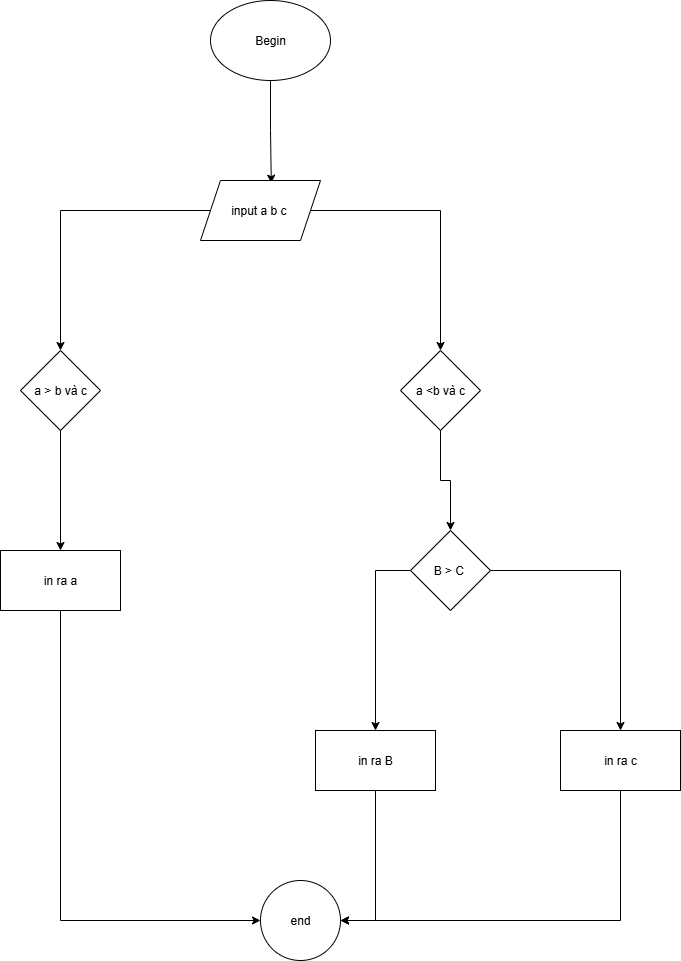 Begin
input a b c
a > b và c
a <b và c
in ra a
B > C
in ra B
in ra c
end